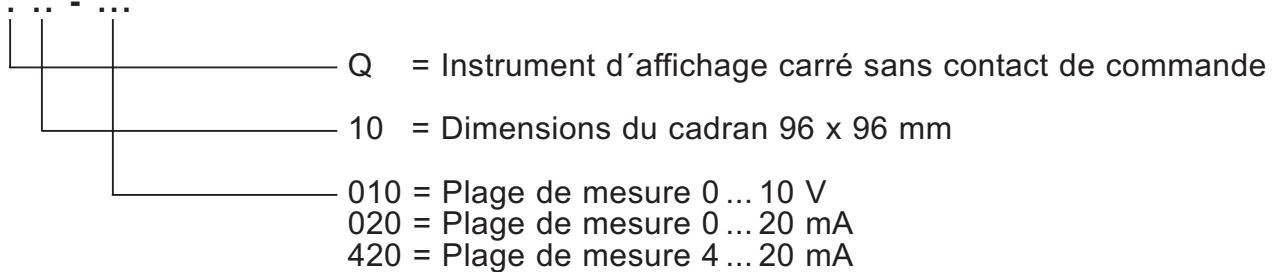 . .. - ...
Q = Instrument d´affichage carré sans contact de commande
10 = Dimensions du cadran 96 x 96 mm
010 = Plage de mesure 0 ... 10 V
020 = Plage de mesure 0 ... 20 mA
420 = Plage de mesure 4 ... 20 mA